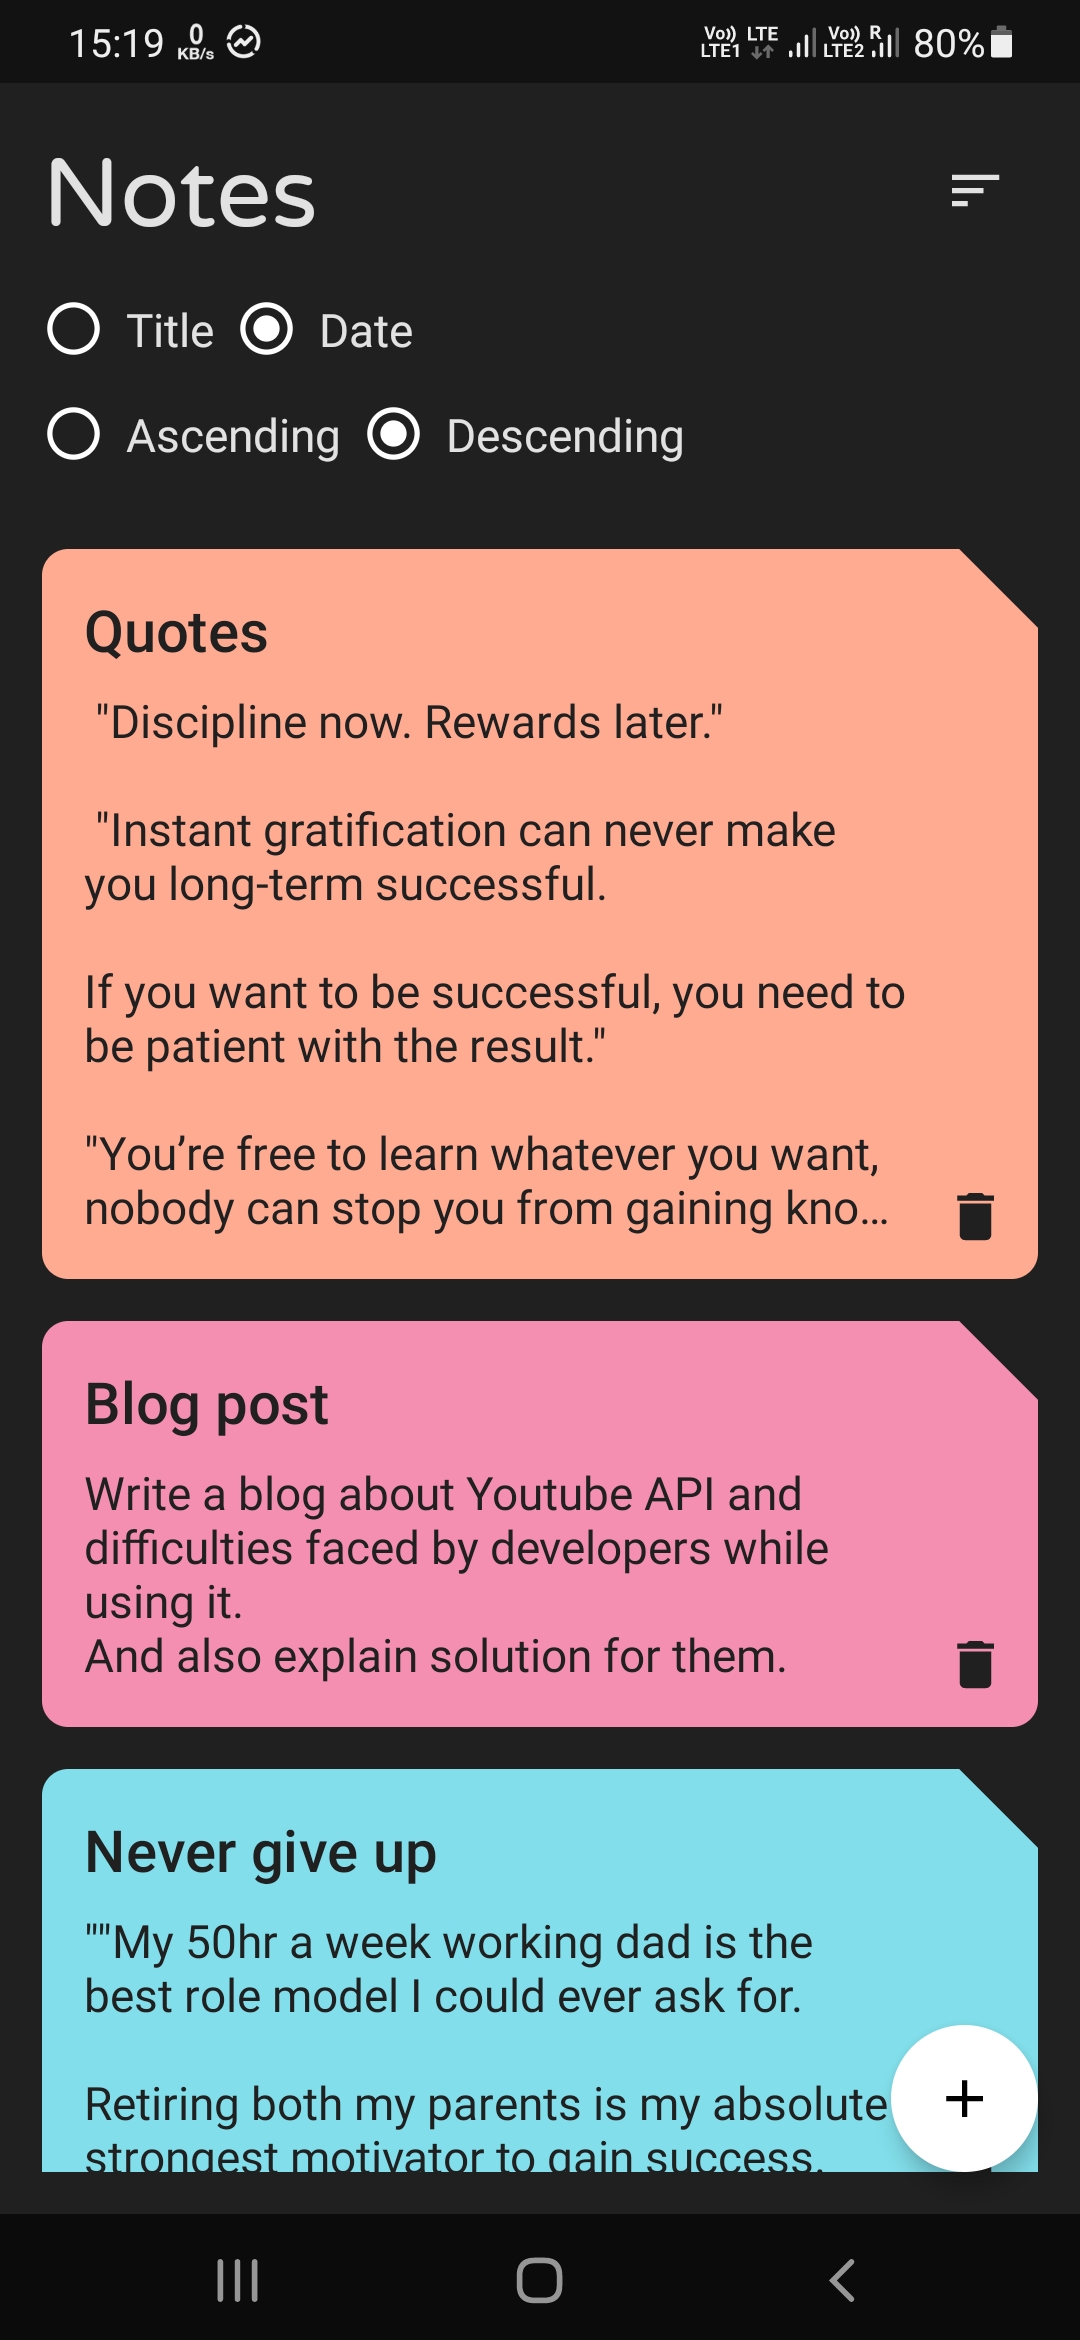 15:19 0 KB/s Vo)) LTE1 LTE Vo)) LTE2 R 80%
Notes
Title Date
Ascending Descending
Quotes
"Discipline now. Rewards later."
"Instant gratification can never make
you long-term successful.
If you want to be successful, you need to
be patient with the result."
"You’re free to learn whatever you want,
nobody can stop you from gaining kno...
Blog post
Write a blog about Youtube API and
difficulties faced by developers while
using it.
And also explain solution for them.
Never give up
""My 50hr a week working dad is the
best role model I could ever ask for.
Retiring both my parents is my absolute
strongest motivator to gain success.